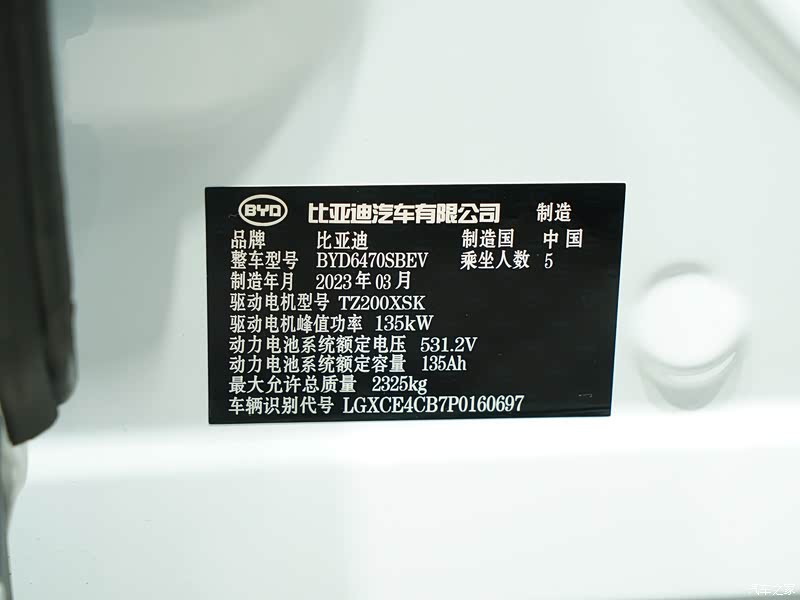 BYD 比亚迪汽车有限公司 制造
品牌 比亚迪 制造国 中国
整车型号 BYD6470SBEV 乘坐人数 5
制造年月 2023年03月
驱动电机型号 TZ200XSK
驱动电机峰值功率 135kW
动力电池系统额定电压 531.2V
动力电池系统额定容量 135Ah
最大允许总质量 2325kg
车辆识别代号 LGXCE4CB7P0160697
汽车之家